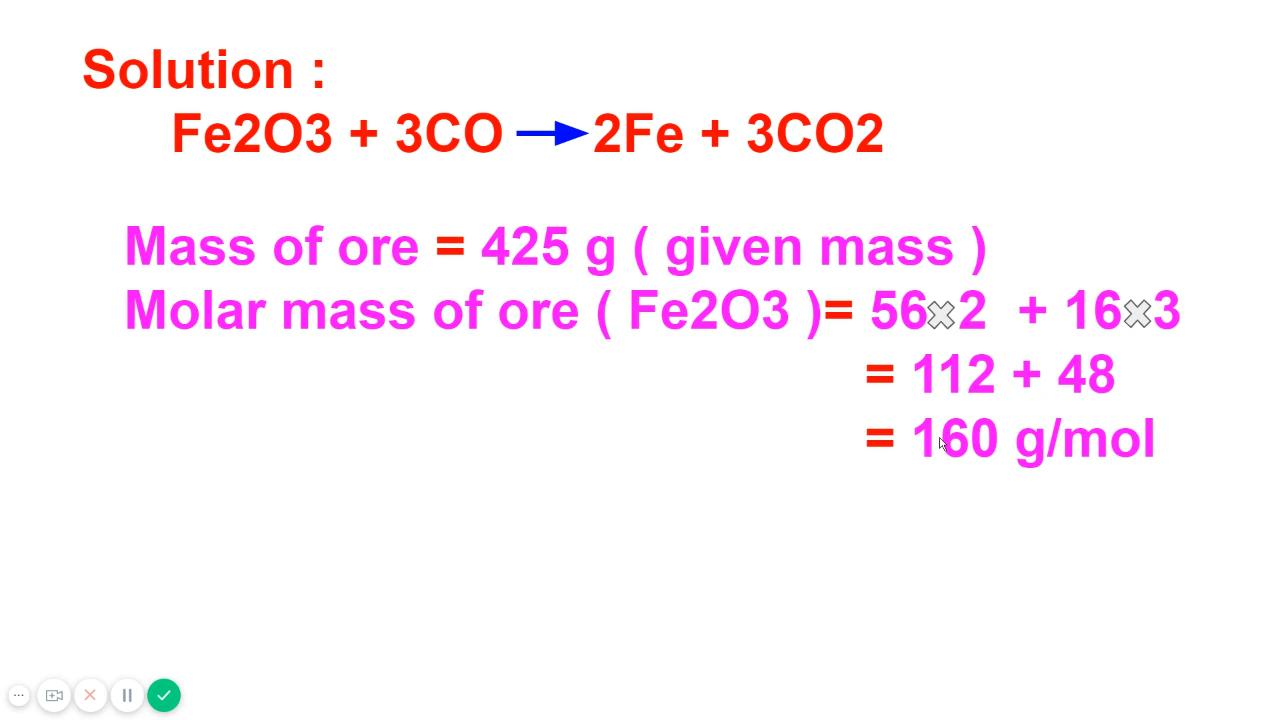 Solution :
Fe2O3 + 3CO → 2Fe + 3CO2
Mass of ore = 425 g ( given mass )
Molar mass of ore ( Fe2O3 )= 56×2 + 16×3
= 112 + 48
= 160 g/mol